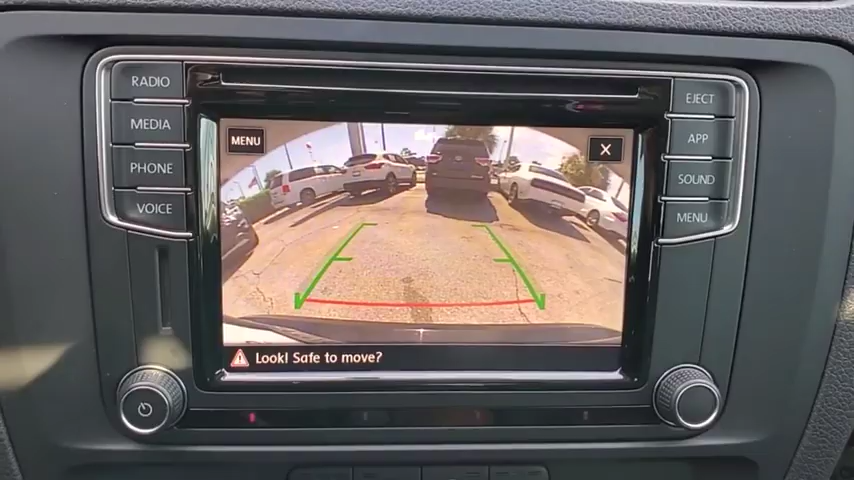 RADIO
MEDIA
PHONE
VOICE
MENU
X
EJECT
APP
SOUND
MENU
Look! Safe to move?